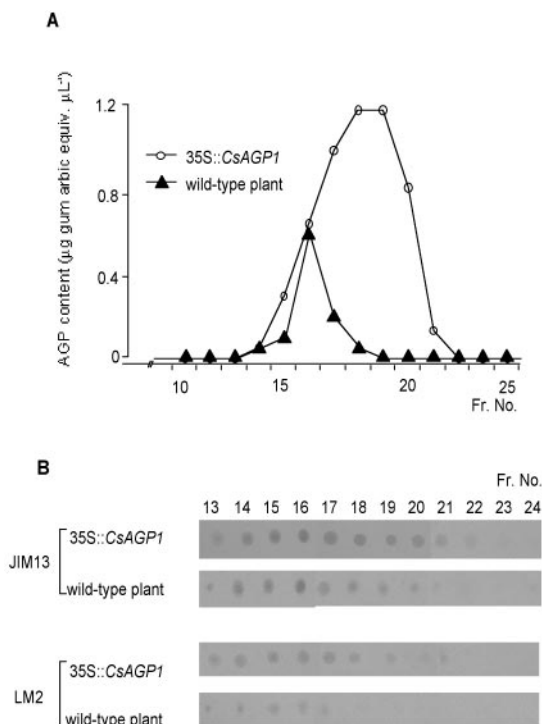 A
AGP content (µg gum arbic equiv. µL⁻¹)
1.2
0.8
0.4
0
35S::CsAGP1
wild-type plant
10 15 20 25
Fr. No.
B
Fr. No.
13 14 15 16 17 18 19 20 21 22 23 24
JIM13
35S::CsAGP1
wild-type plant
LM2
35S::CsAGP1
wild-type plant